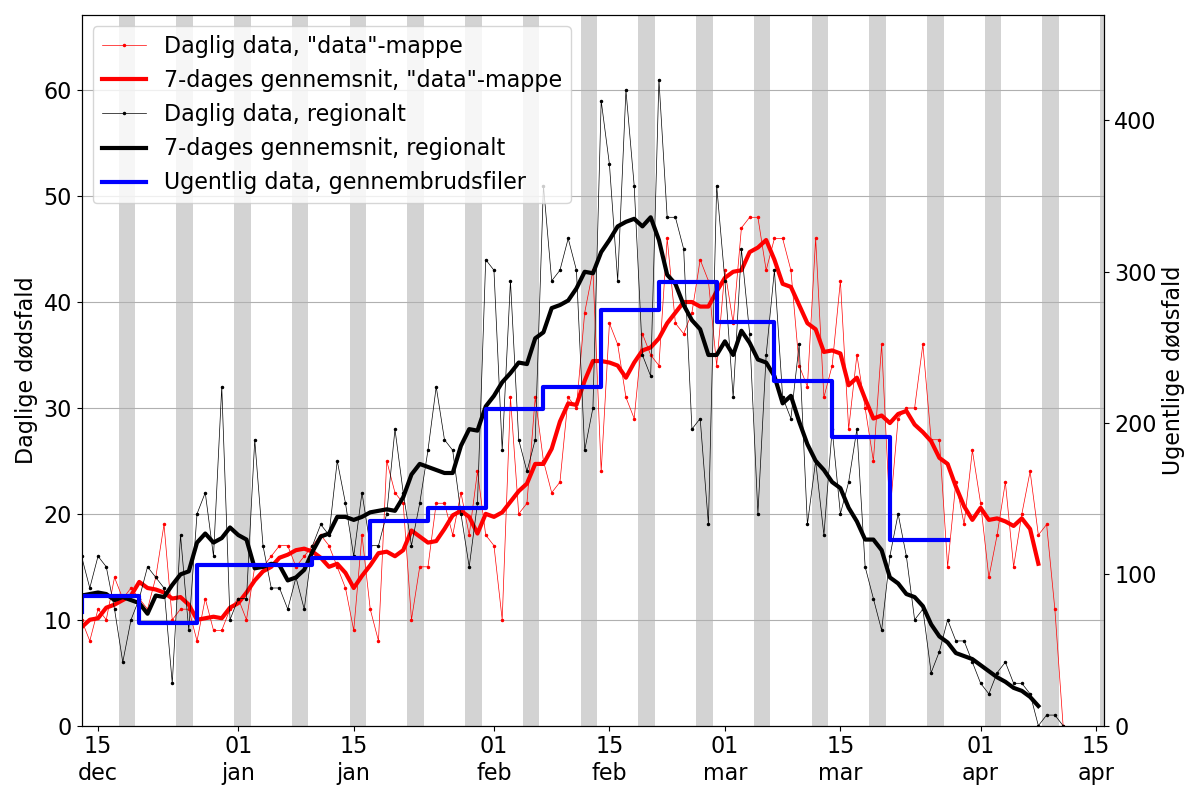 Daglig data, "data"-mappe
7-dages gennemsnit, "data"-mappe
Daglig data, regionalt
7-dages gennemsnit, regionalt
Ugentlig data, gennembrudsfiler
Daglige dødsfald
60
50
40
30
20
10
0
400
300
200
100
0
Ugentlige dødsfald
15 01 15 01 15 01 15 01 15
dec jan jan feb feb mar mar apr apr